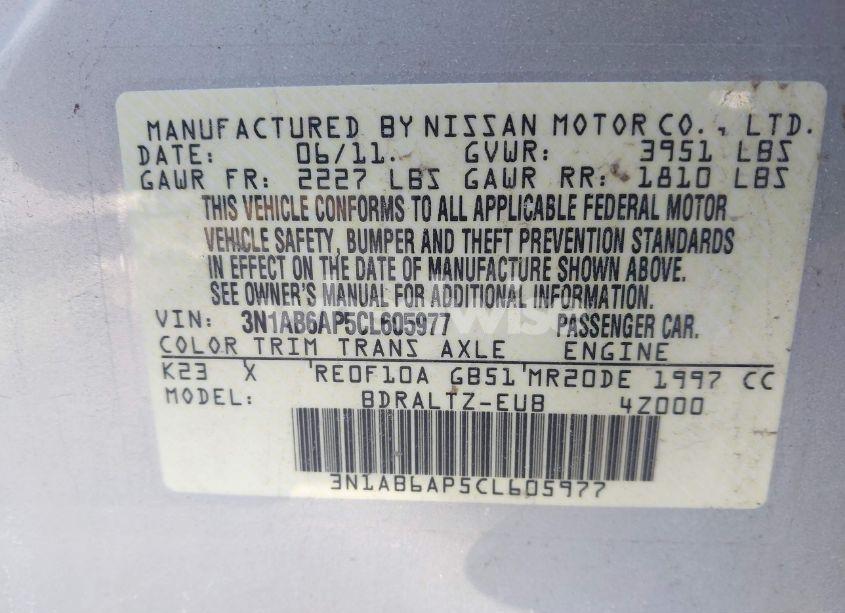 MANUFACTURED BY NISSAN MOTOR CO., LTD.
DATE: 06/11. GVWR: 3951 LBS
GAWR FR: 2227 LBS GAWR RR: 1810 LBS
THIS VEHICLE CONFORMS TO ALL APPLICABLE FEDERAL MOTOR
VEHICLE SAFETY, BUMPER AND THEFT PREVENTION STANDARDS
IN EFFECT ON THE DATE OF MANUFACTURE SHOWN ABOVE.
SEE OWNER'S MANUAL FOR ADDITIONAL INFORMATION.
VIN: 3N1AB6AP5CL605977 PASSENGER CAR.
COLOR TRIM TRANS AXLE ENGINE
K23 X RE0F10A GB51 MR20DE 1997 CC
MODEL: BDRALTZ-EUB 4Z000
3N1AB6AP5CL605977